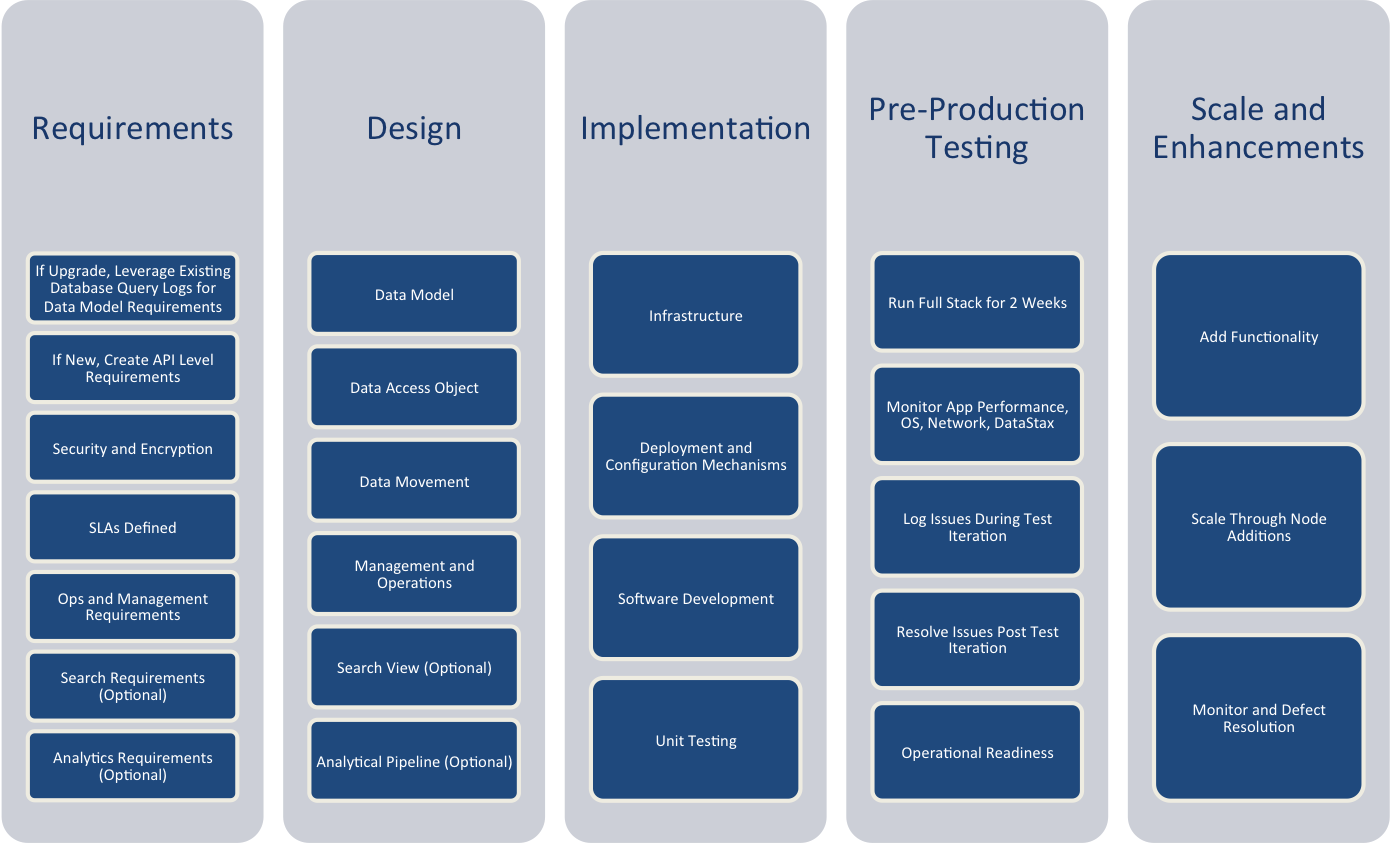 Requirements
If Upgrade, Leverage Existing
Database Query Logs for
Data Model Requirements
If New, Create API Level
Requirements
Security and Encryption
SLAs Defined
Ops and Management
Requirements
Search Requirements
(Optional)
Analytics Requirements
(Optional)
Design
Data Model
Data Access Object
Data Movement
Management and
Operations
Search View (Optional)
Analytical Pipeline (Optional)
Implementation
Infrastructure
Deployment and
Configuration Mechanisms
Software Development
Unit Testing
Pre-Production
Testing
Run Full Stack for 2 Weeks
Monitor App Performance,
OS, Network, DataStax
Log Issues During Test
Iteration
Resolve Issues Post Test
Iteration
Operational Readiness
Scale and
Enhancements
Add Functionality
Scale Through Node
Additions
Monitor and Defect
Resolution